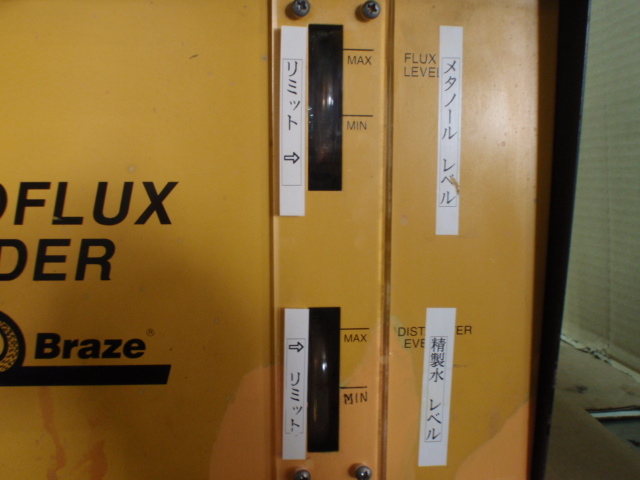 リミット ⇨
MAX
MIN
FLUX
LEVEL
メタノール レベル
OFLUX
DER
Braze®
⇨ リミット
MAX
MIN
精製水 レベル